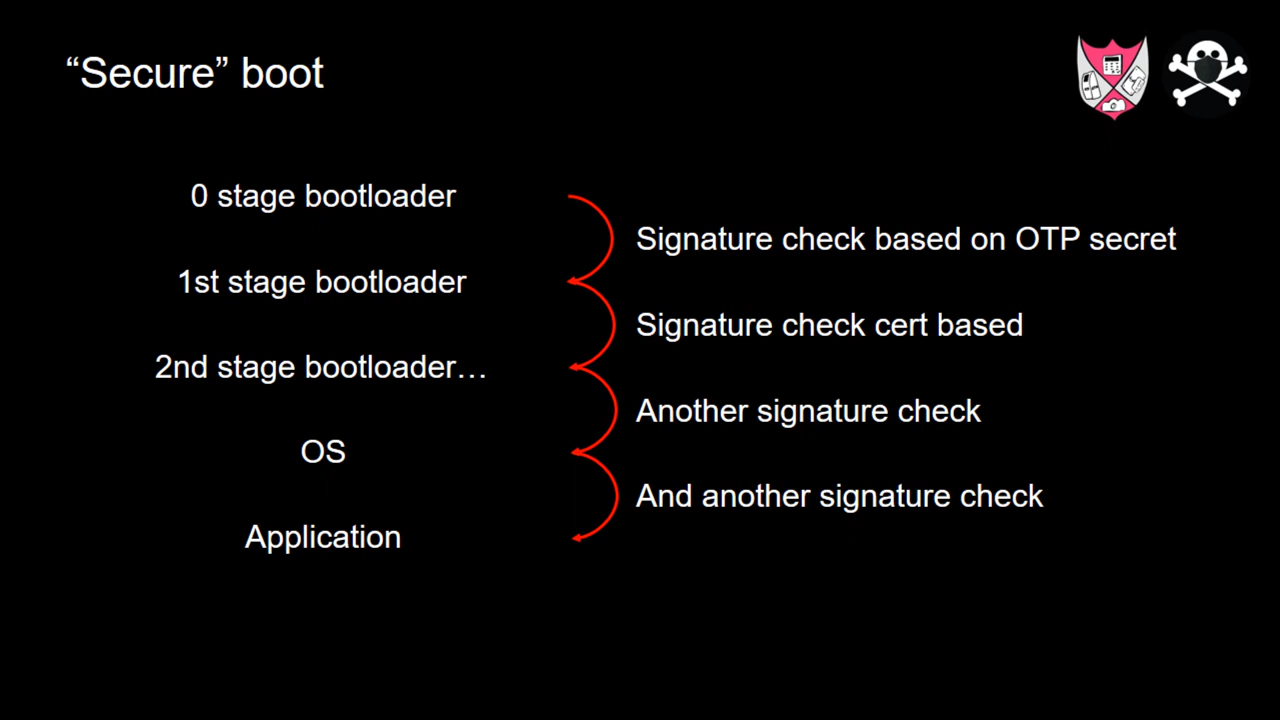 “Secure” boot
0 stage bootloader
Signature check based on OTP secret
1st stage bootloader
Signature check cert based
2nd stage bootloader…
Another signature check
OS
And another signature check
Application